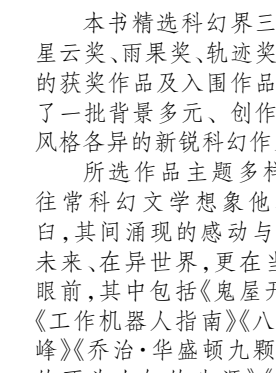 本书精选科幻界三
星云奖、雨果奖、轨迹奖
的获奖作品及入围作品
了一批背景多元、创作
风格各异的新锐科幻作
所选作品主题多样
往常科幻文学想象他
臼,其间涌现的感动与
未来、在异世界,更在当
眼前,其中包括《鬼屋开
《工作机器人指南》《八
峰》《乔治·华盛顿九颗